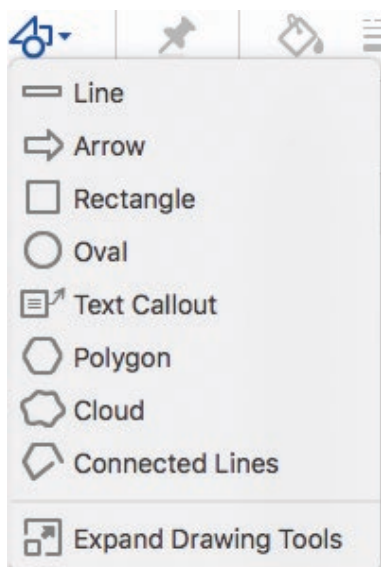 Line
Arrow
Rectangle
Oval
Text Callout
Polygon
Cloud
Connected Lines
Expand Drawing Tools